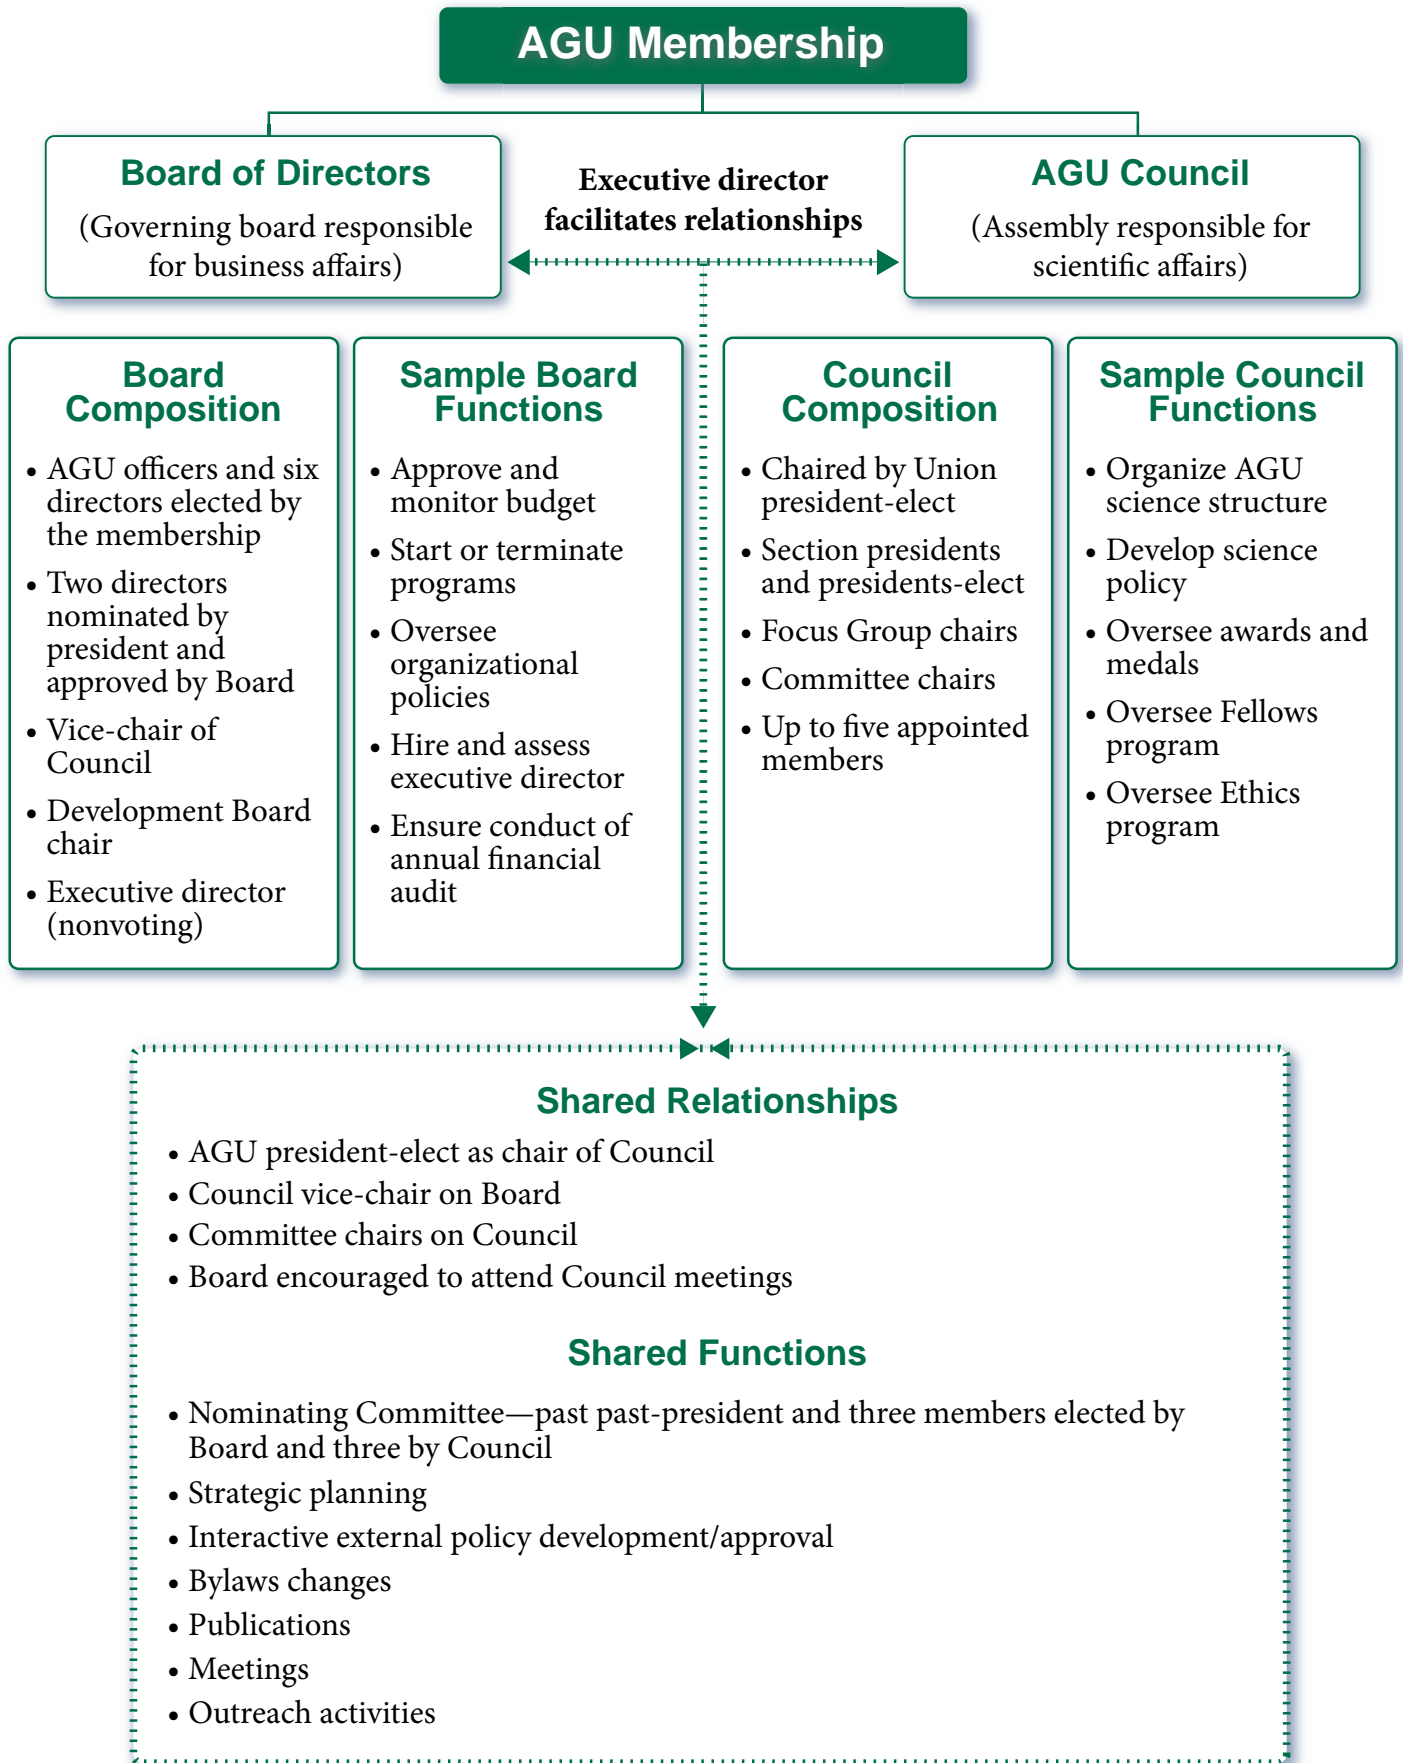 AGU Membership
Board of Directors
(Governing board responsible
for business affairs)
Executive director
facilitates relationships
AGU Council
(Assembly responsible for
scientific affairs)
Board
Composition
• AGU officers and six
directors elected by
the membership
• Two directors
nominated by
president and
approved by Board
• Vice-chair of
Council
• Development Board
chair
• Executive director
(nonvoting)
Sample Board
Functions
• Approve and
monitor budget
• Start or terminate
programs
• Oversee
organizational
policies
• Hire and assess
executive director
• Ensure conduct of
annual financial
audit
Council
Composition
• Chaired by Union
president-elect
• Section presidents
and presidents-elect
• Focus Group chairs
• Committee chairs
• Up to five appointed
members
Sample Council
Functions
• Organize AGU
science structure
• Develop science
policy
• Oversee awards and
medals
• Oversee Fellows
program
• Oversee Ethics
program
Shared Relationships
• AGU president-elect as chair of Council
• Council vice-chair on Board
• Committee chairs on Council
• Board encouraged to attend Council meetings
Shared Functions
• Nominating Committee—past past-president and three members elected by
Board and three by Council
• Strategic planning
• Interactive external policy development/approval
• Bylaws changes
• Publications
• Meetings
• Outreach activities